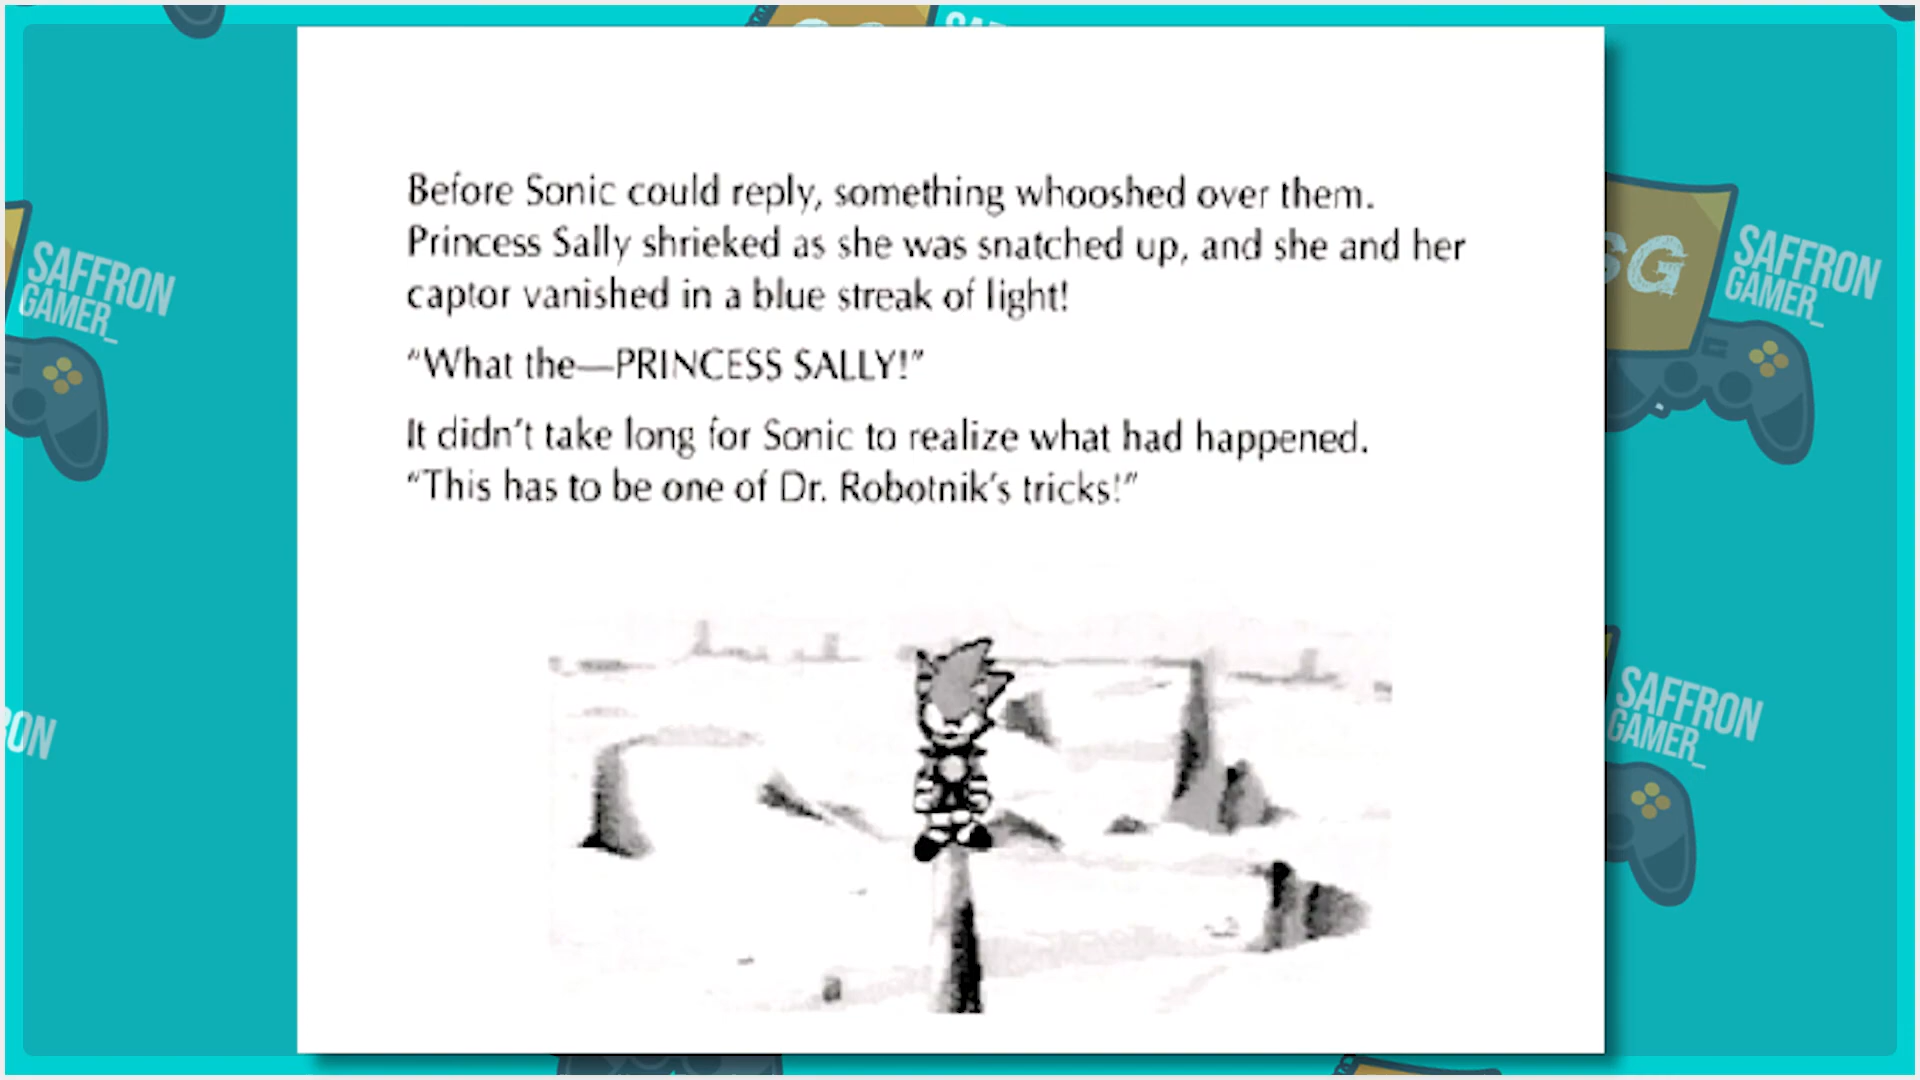 Before Sonic could reply, something whooshed over them.
Princess Sally shrieked as she was snatched up, and she and her
captor vanished in a blue streak of light!
“What the—PRINCESS SALLY!”
It didn’t take long for Sonic to realize what had happened.
“This has to be one of Dr. Robotnik’s tricks!”
SAFFRON
GAMER_
SG
SAFFRON
GAMER_
SAFFRON
GAMER_